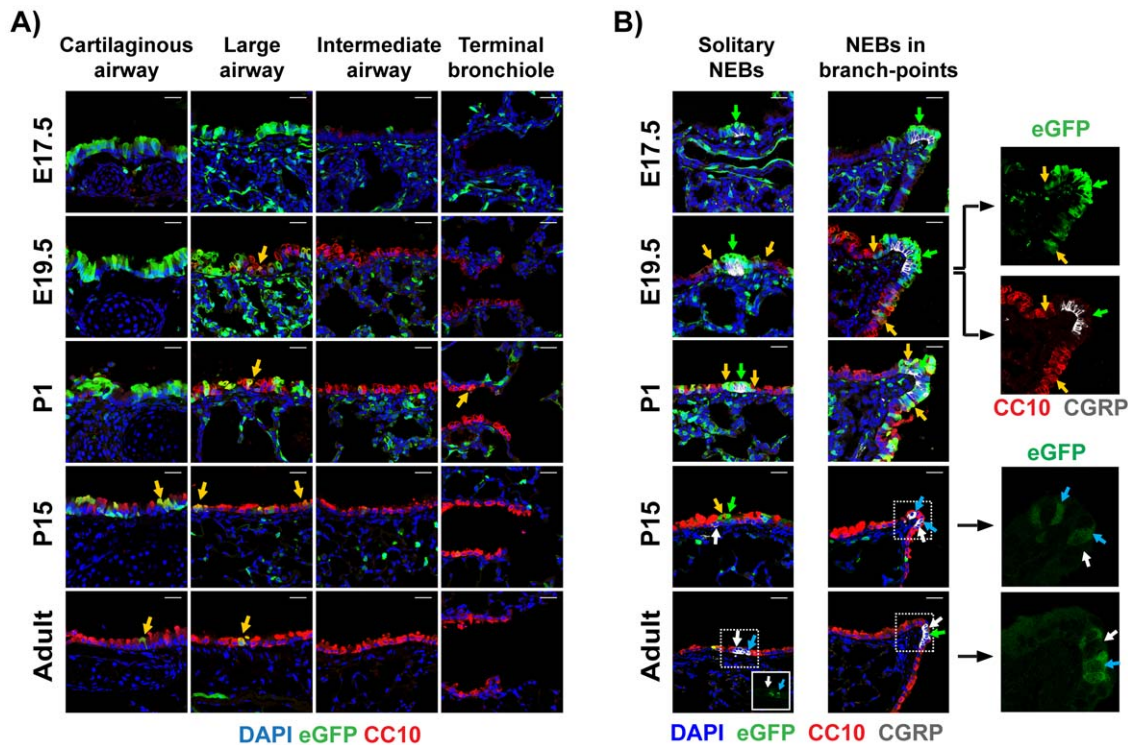 A)
Cartilaginous
airway
Large
airway
Intermediate
airway
Terminal
bronchiole
E17.5
E19.5
P1
P15
Adult
DAPI eGFP CC10
B)
Solitary
NEBs
NEBs in
branch-points
E17.5
E19.5
P1
P15
Adult
eGFP
CC10 CGRP
eGFP
DAPI eGFP CC10 CGRP